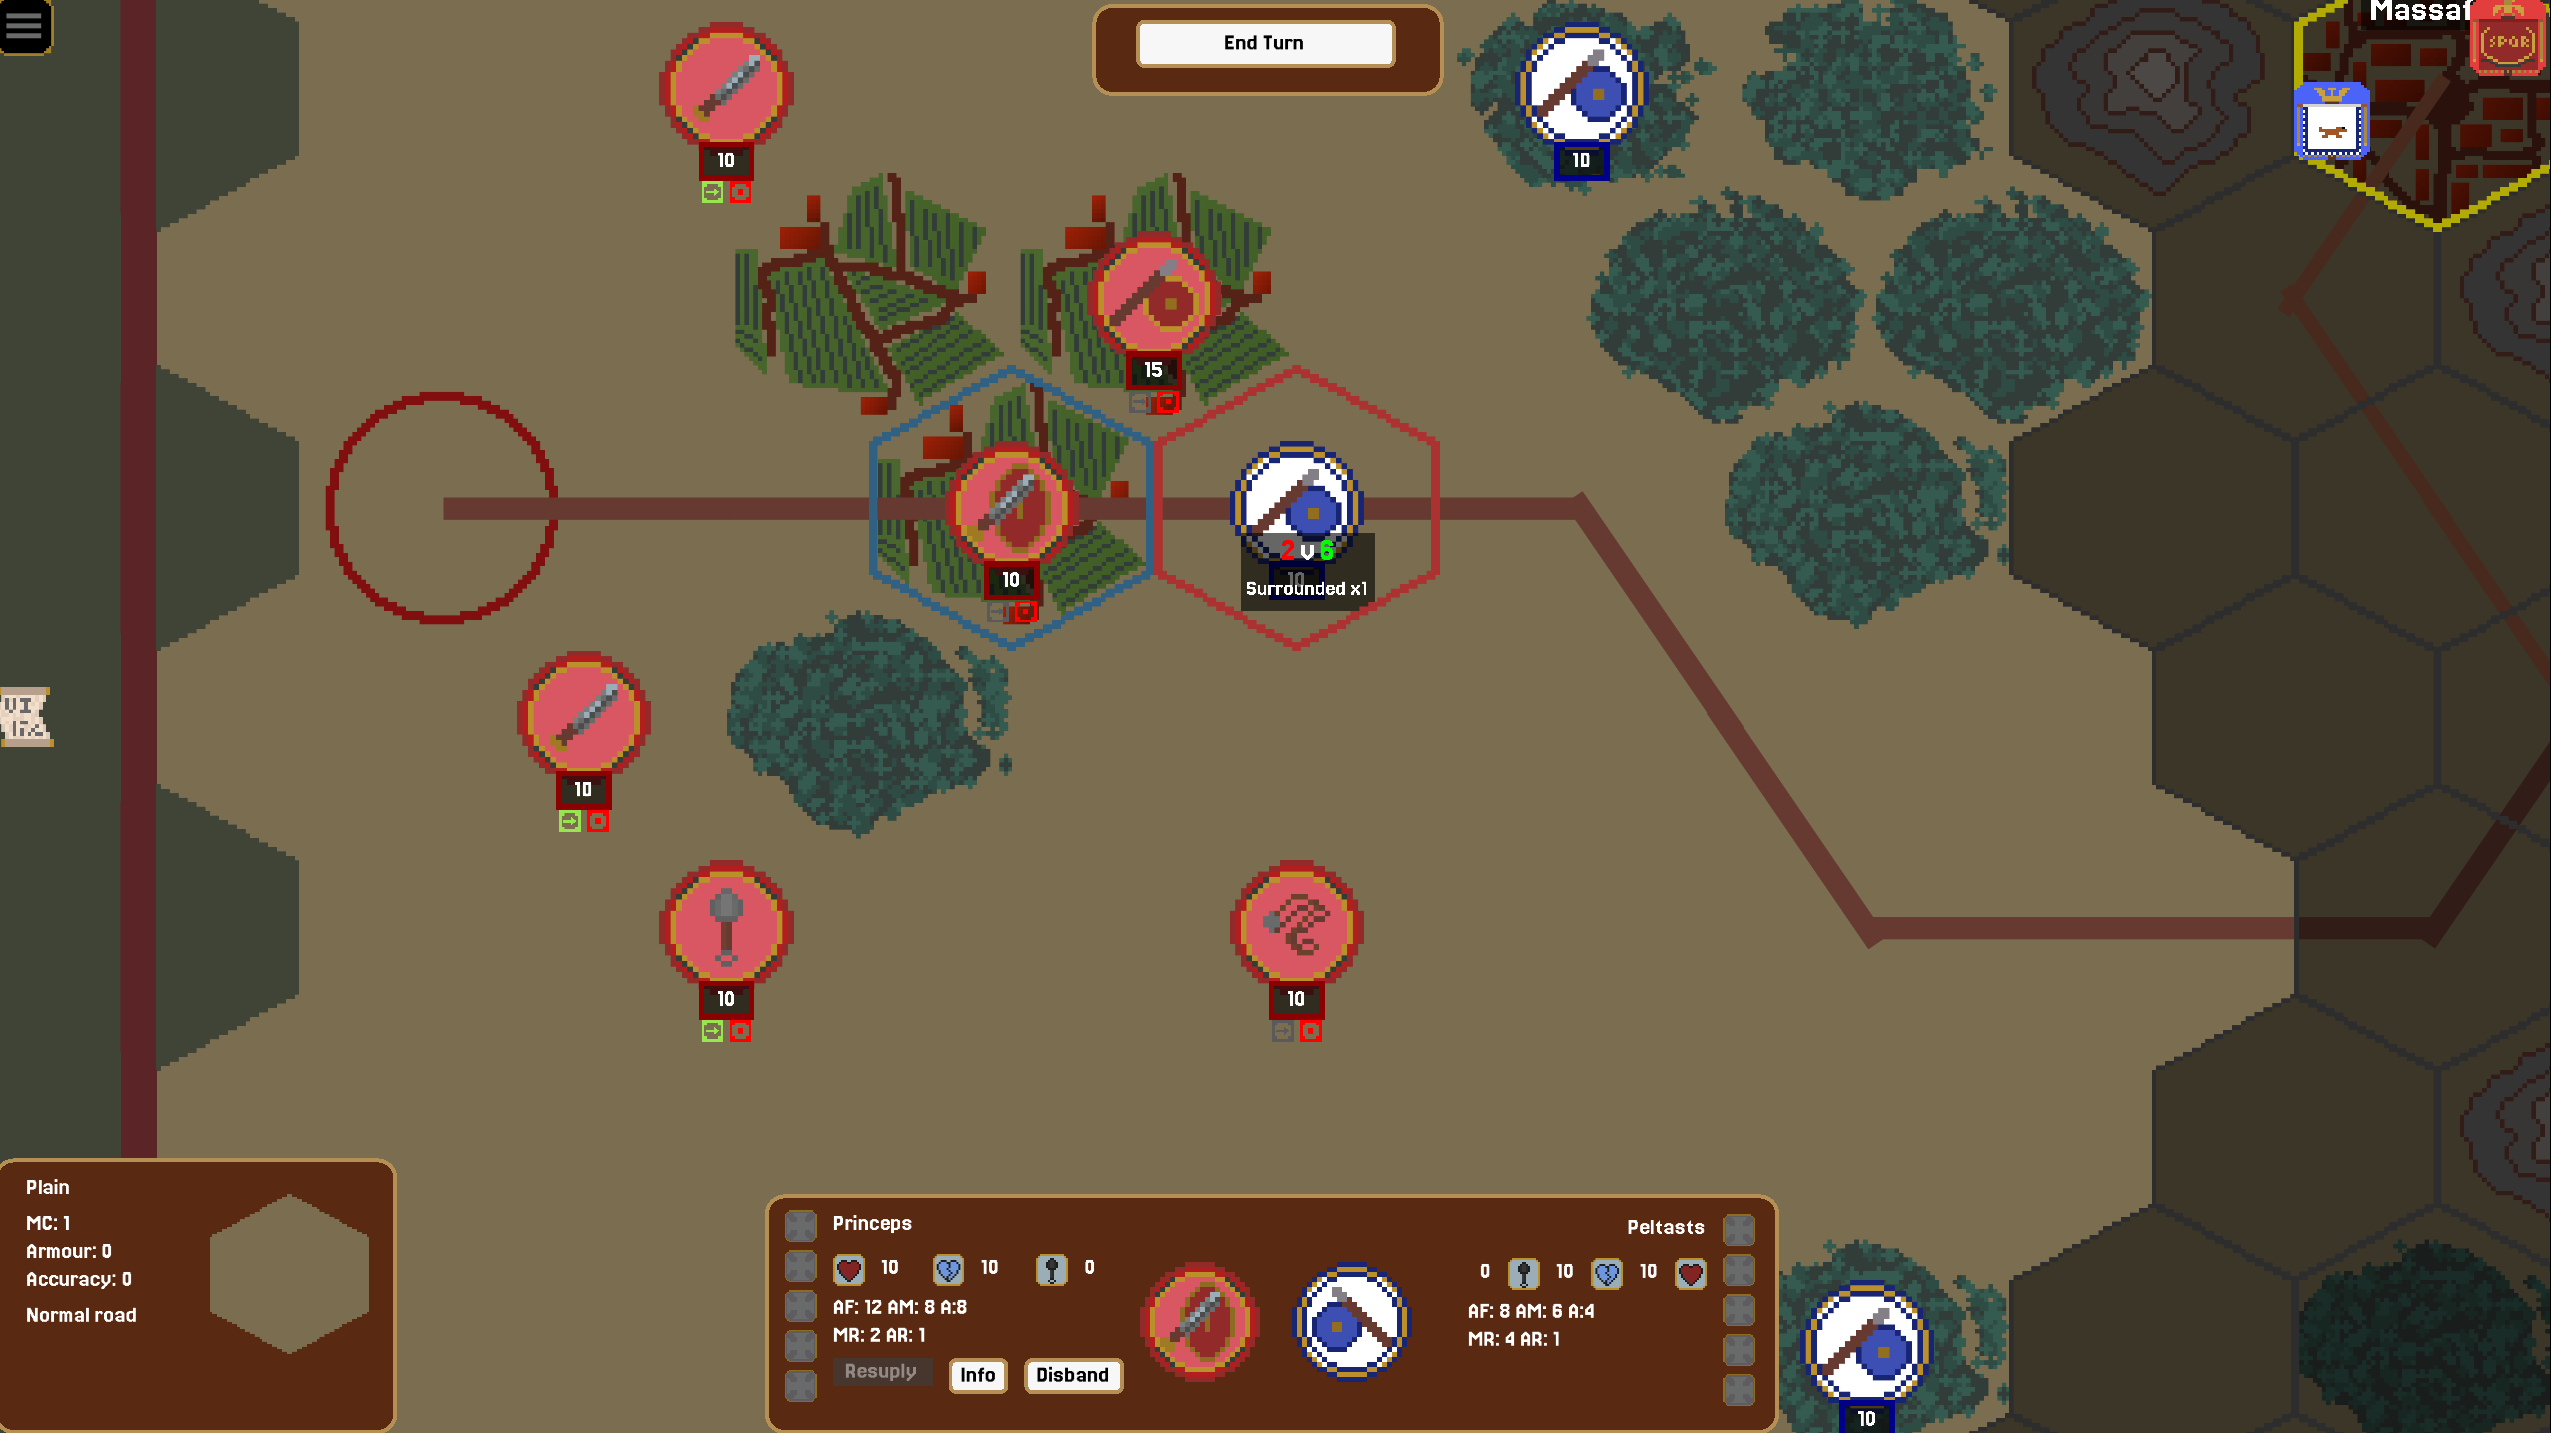 End Turn
Massaf
SPQR
10
10
15
10
2 v 6
10
Surrounded x1
10
10
10
10
Plain
MC: 1
Armour: 0
Accuracy: 0
Normal road
Princeps
10 10 0
AF: 12 AM: 8 A:8
MR: 2 AR: 1
Resuply
Info
Disband
Peltasts
0 10 10
AF: 8 AM: 6 A:4
MR: 4 AR: 1